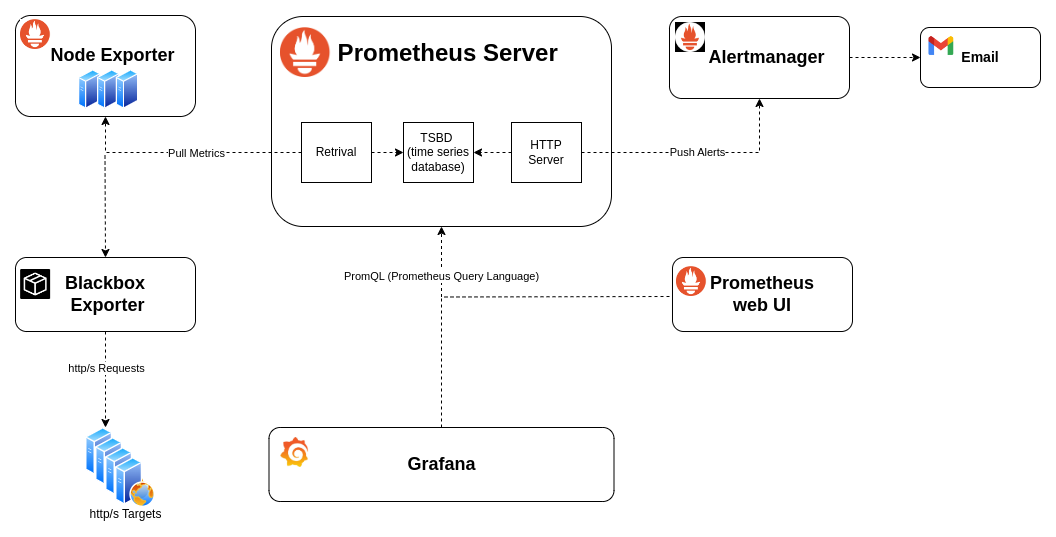 Node Exporter
Prometheus Server
Alertmanager
Email
Retrival
TSBD
(time series
database)
HTTP
Server
Pull Metrics
Push Alerts
Blackbox
Exporter
PromQL (Prometheus Query Language)
Prometheus
web UI
http/s Requests
Grafana
http/s Targets